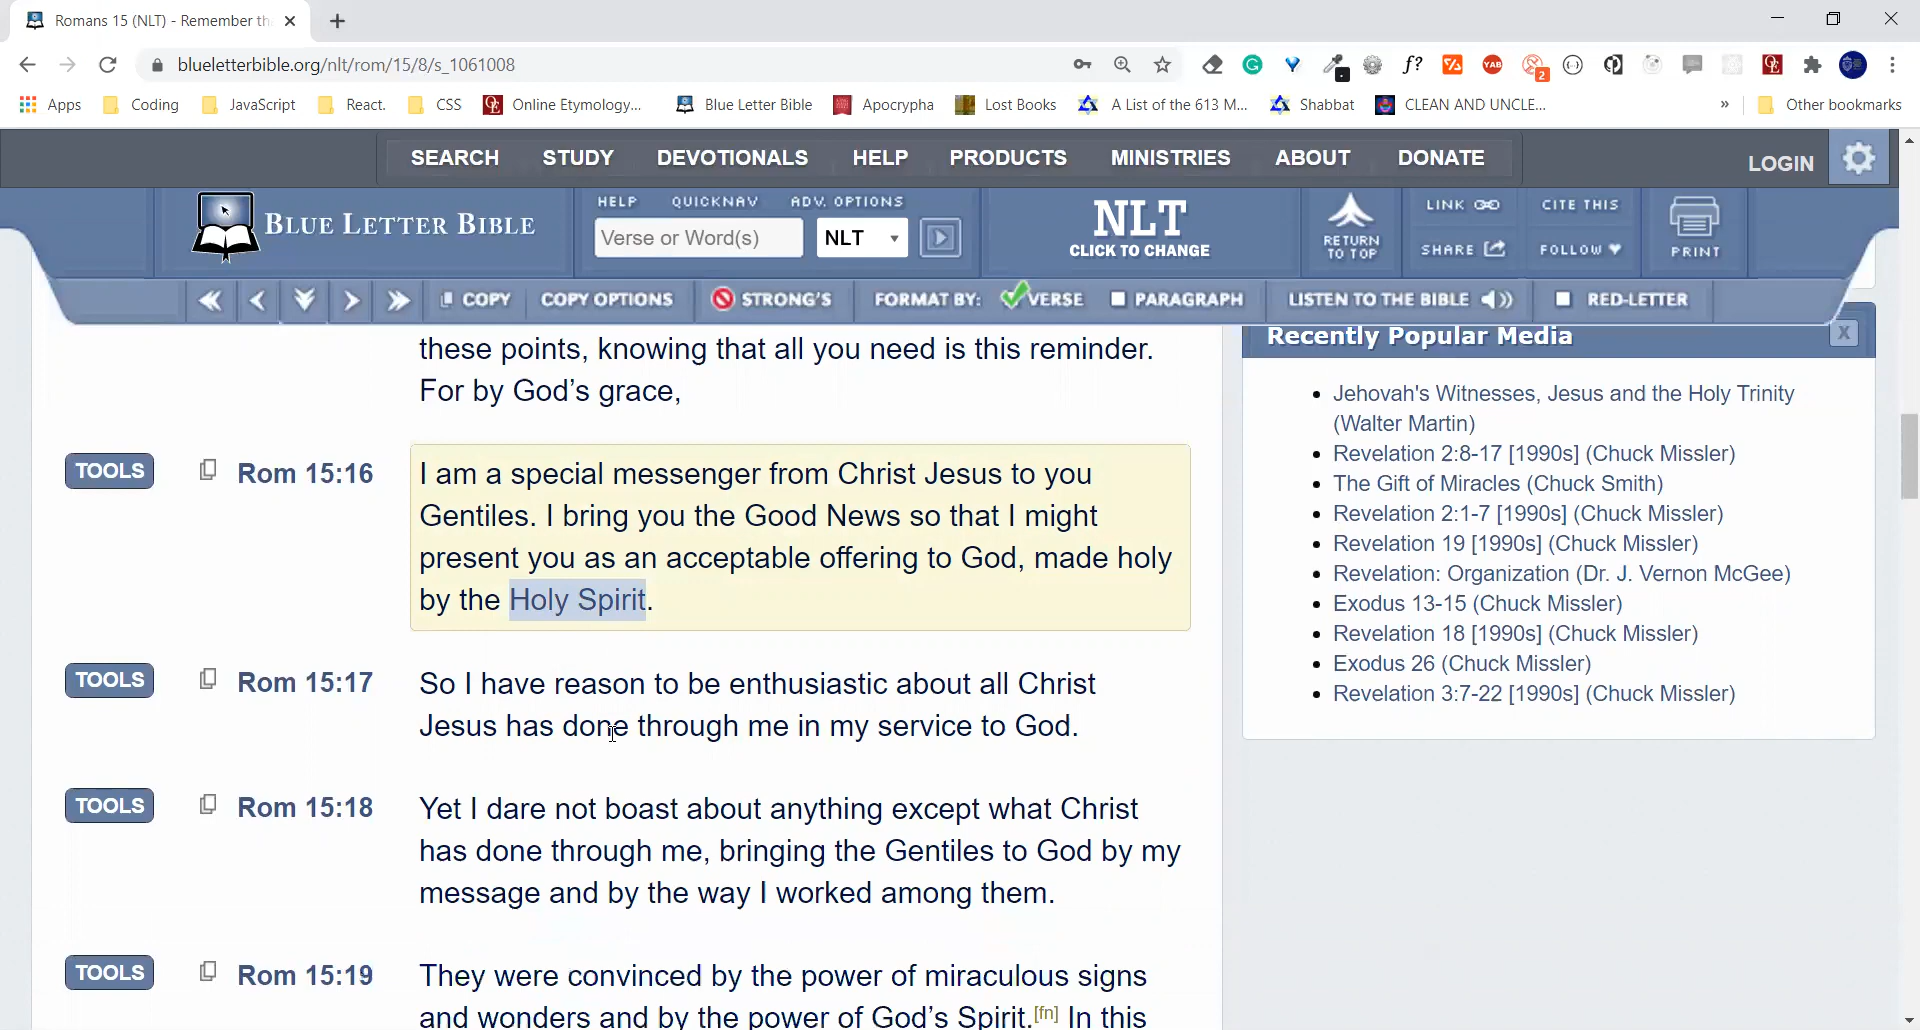 Romans 15 (NLT) - Remember th
blueletterbible.org/nlt/rom/15/8/s_1061008
f?
YAB
2
OE
Apps
Coding
JavaScript
React.
CSS
OE Online Etymology...
Blue Letter Bible
Apocrypha
Lost Books
A List of the 613 M...
Shabbat
CLEAN AND UNCLE...
»
Other bookmarks
SEARCH STUDY DEVOTIONALS HELP PRODUCTS MINISTRIES ABOUT DONATE
LOGIN
BLUE LETTER BIBLE
HELP QUICKNAV ADV. OPTIONS
Verse or Word(s)
NLT
NLT
CLICK TO CHANGE
RETURN
TO TOP
LINK
CITE THIS
SHARE
FOLLOW
PRINT
COPY COPY OPTIONS STRONG'S FORMAT BY: VERSE PARAGRAPH LISTEN TO THE BIBLE RED-LETTER
these points, knowing that all you need is this reminder.
For by God’s grace,
TOOLS Rom 15:16 I am a special messenger from Christ Jesus to you
Gentiles. I bring you the Good News so that I might
present you as an acceptable offering to God, made holy
by the Holy Spirit.
TOOLS Rom 15:17 So I have reason to be enthusiastic about all Christ
Jesus has done through me in my service to God.
TOOLS Rom 15:18 Yet I dare not boast about anything except what Christ
has done through me, bringing the Gentiles to God by my
message and by the way I worked among them.
TOOLS Rom 15:19 They were convinced by the power of miraculous signs
and wonders and by the power of God’s Spirit.[fn] In this
Recently Popular Media
X
Jehovah's Witnesses, Jesus and the Holy Trinity
(Walter Martin)
Revelation 2:8-17 [1990s] (Chuck Missler)
The Gift of Miracles (Chuck Smith)
Revelation 2:1-7 [1990s] (Chuck Missler)
Revelation 19 [1990s] (Chuck Missler)
Revelation: Organization (Dr. J. Vernon McGee)
Exodus 13-15 (Chuck Missler)
Revelation 18 [1990s] (Chuck Missler)
Exodus 26 (Chuck Missler)
Revelation 3:7-22 [1990s] (Chuck Missler)